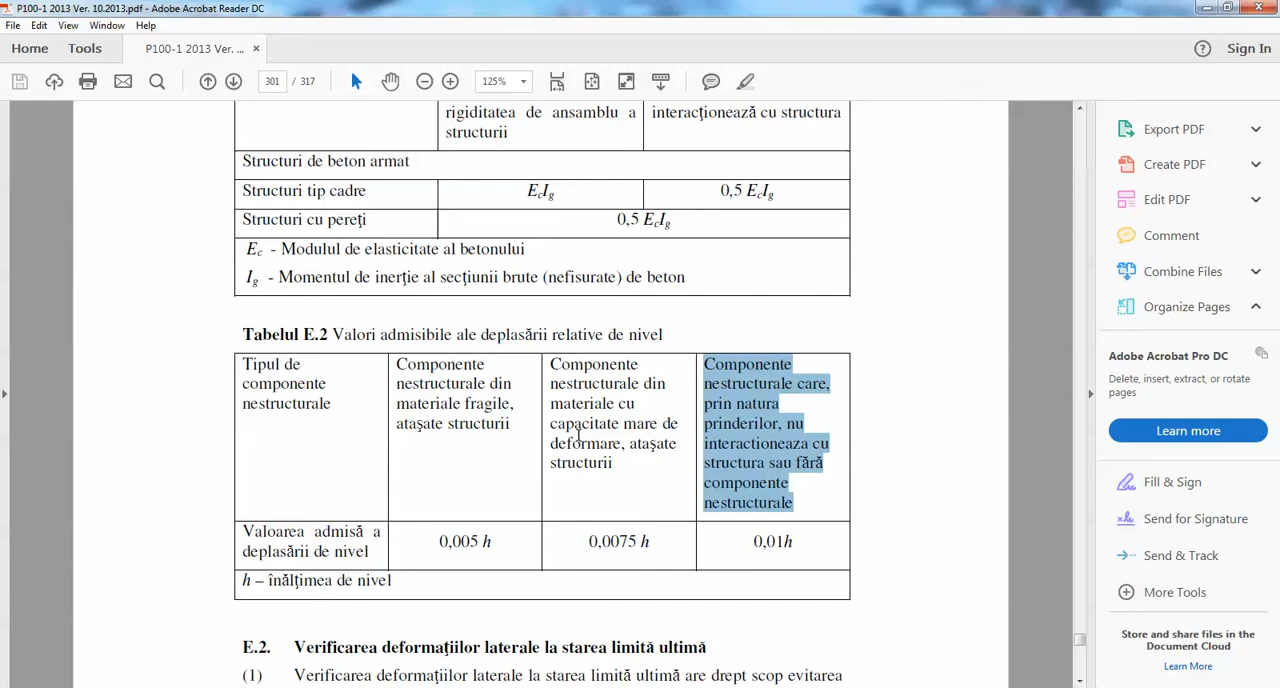 P100-1 2013 Ver. 10.2013.pdf - Adobe Acrobat Reader DC
File Edit View Window Help
Home Tools P100-1 2013 Ver. ... × ? Sign In
301 / 317 125%
rigiditatea de ansamblu a
structurii
interacţionează cu structura
Structuri de beton armat
Structuri tip cadre EcIg 0,5 EcIg
Structuri cu pereţi 0,5 EcIg
Ec - Modulul de elasticitate al betonului
Ig - Momentul de inerţie al secţiunii brute (nefisurate) de beton
Tabelul E.2 Valori admisibile ale deplasării relative de nivel
Tipul de
componente
nestructurale
Componente
nestructurale din
materiale fragile,
ataşate structurii
Componente
nestructurale din
materiale cu
capacitate mare de
deformare, ataşate
structurii
Componente
nestructurale care,
prin natura
prinderilor, nu
interactioneaza cu
structura sau fără
componente
nestructurale
Valoarea admisă a
deplasării de nivel
0,005 h 0,0075 h 0,01h
h – înălţimea de nivel
E.2. Verificarea deformaţiilor laterale la starea limită ultimă
(1) Verificarea deformaţiilor laterale la starea limită ultimă are drept scop evitarea
Export PDF
Create PDF
Edit PDF
Comment
Combine Files
Organize Pages
Adobe Acrobat Pro DC
Delete, insert, extract, or rotate
pages
Learn more
Fill & Sign
Send for Signature
Send & Track
More Tools
Store and share files in the
Document Cloud
Learn More